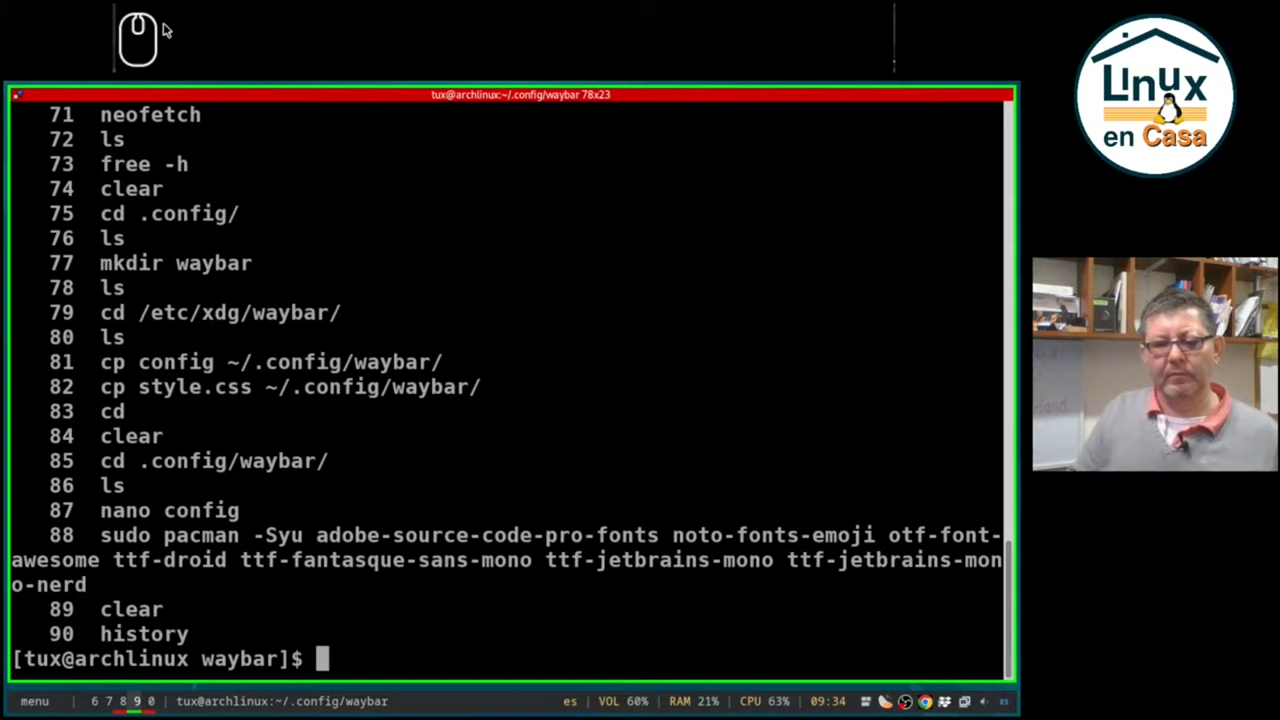 LInux
en Casa
tux@archlinux:~/.config/waybar 78x23
71 neofetch
72 ls
73 free -h
74 clear
75 cd .config/
76 ls
77 mkdir waybar
78 ls
79 cd /etc/xdg/waybar/
80 ls
81 cp config ~/.config/waybar/
82 cp style.css ~/.config/waybar/
83 cd
84 clear
85 cd .config/waybar/
86 ls
87 nano config
88 sudo pacman -Syu adobe-source-code-pro-fonts noto-fonts-emoji otf-font-
awesome ttf-droid ttf-fantasque-sans-mono ttf-jetbrains-mono ttf-jetbrains-mon
o-nerd
89 clear
90 history
[tux@archlinux waybar]$
menu | 6 7 8 9 0 | tux@archlinux:~/.config/waybar es | VOL 60% | RAM 21% | CPU 63% | 09:34 ES